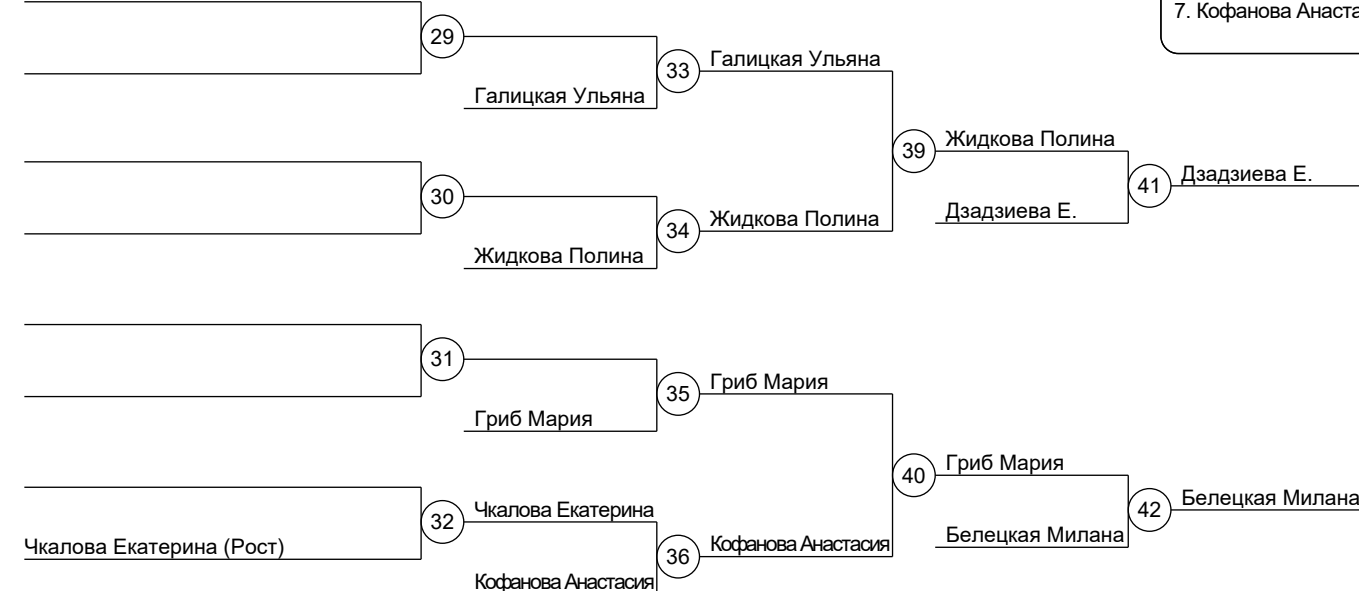 7. Кофанова Анаста
29
Галицкая Ульяна
33
Галицкая Ульяна
39
Жидкова Полина
41
Дзадзиева Е.
30
Жидкова Полина
34
Жидкова Полина
Дзадзиева Е.
31
Гриб Мария
35
Гриб Мария
40
Гриб Мария
42
Белецкая Милана
Чкалова Екатерина (Рост)
32
Чкалова Екатерина
36
Кофанова Анастасия
Белецкая Милана
Кофанова Анастасия